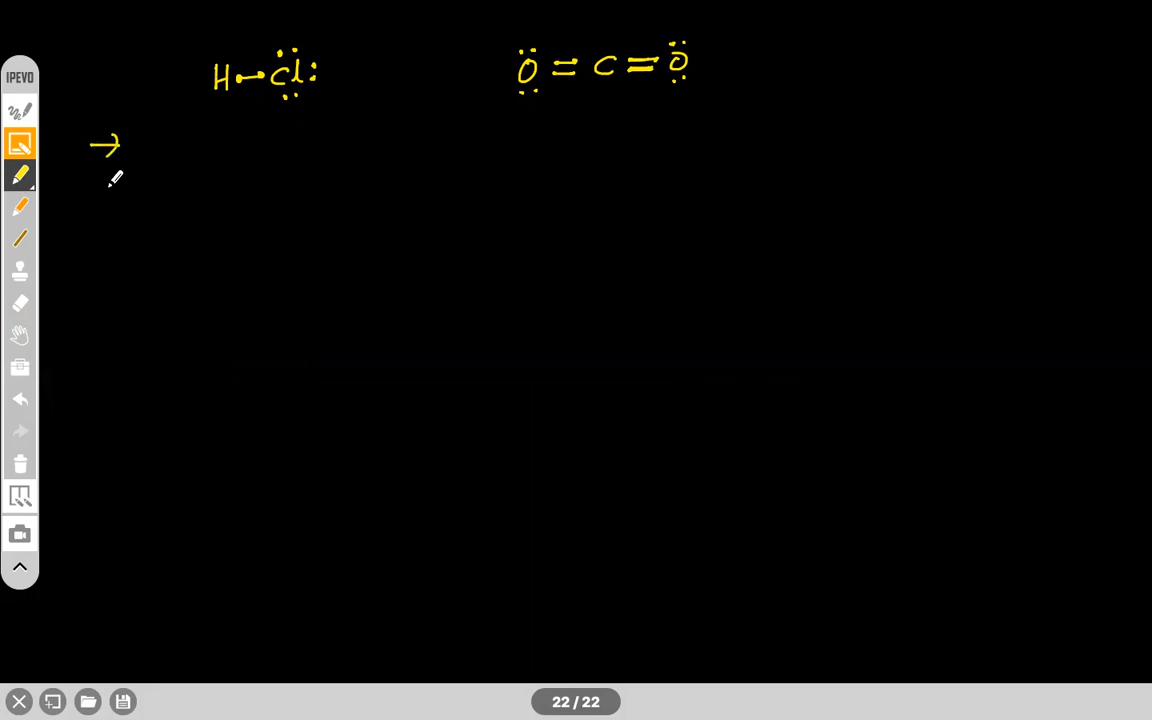 IPEVO
H-Cl:
O = C = O
→
22 / 22